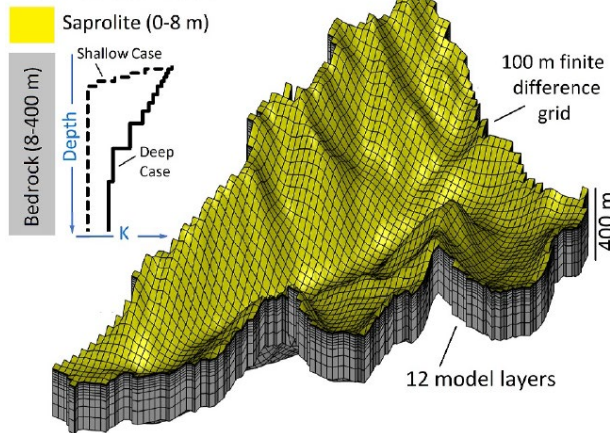 Saprolite (0-8 m)
Bedrock (8-400 m)
Shallow Case
Depth
Deep
Case
K
100 m finite
difference
grid
400 m
12 model layers